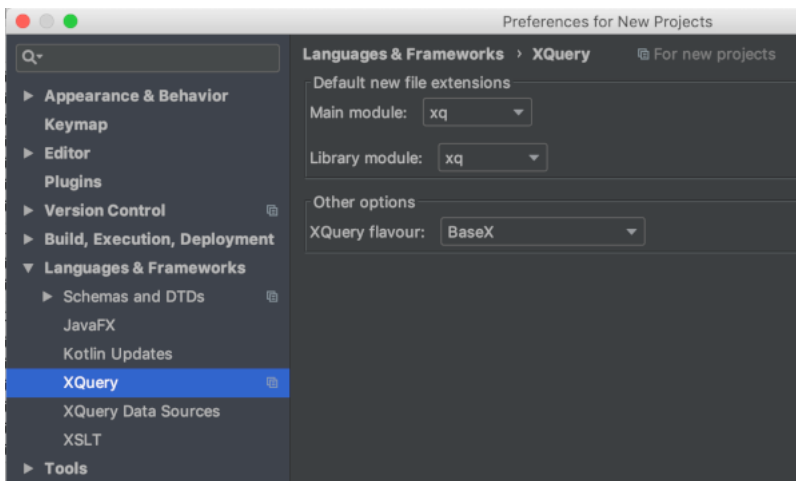 Preferences for New Projects
Appearance & Behavior
Keymap
Editor
Plugins
Version Control
Build, Execution, Deployment
Languages & Frameworks
Schemas and DTDs
JavaFX
Kotlin Updates
XQuery
XQuery Data Sources
XSLT
Tools
Languages & Frameworks › XQuery For new projects
Default new file extensions
Main module: xq
Library module: xq
Other options
XQuery flavour: BaseX